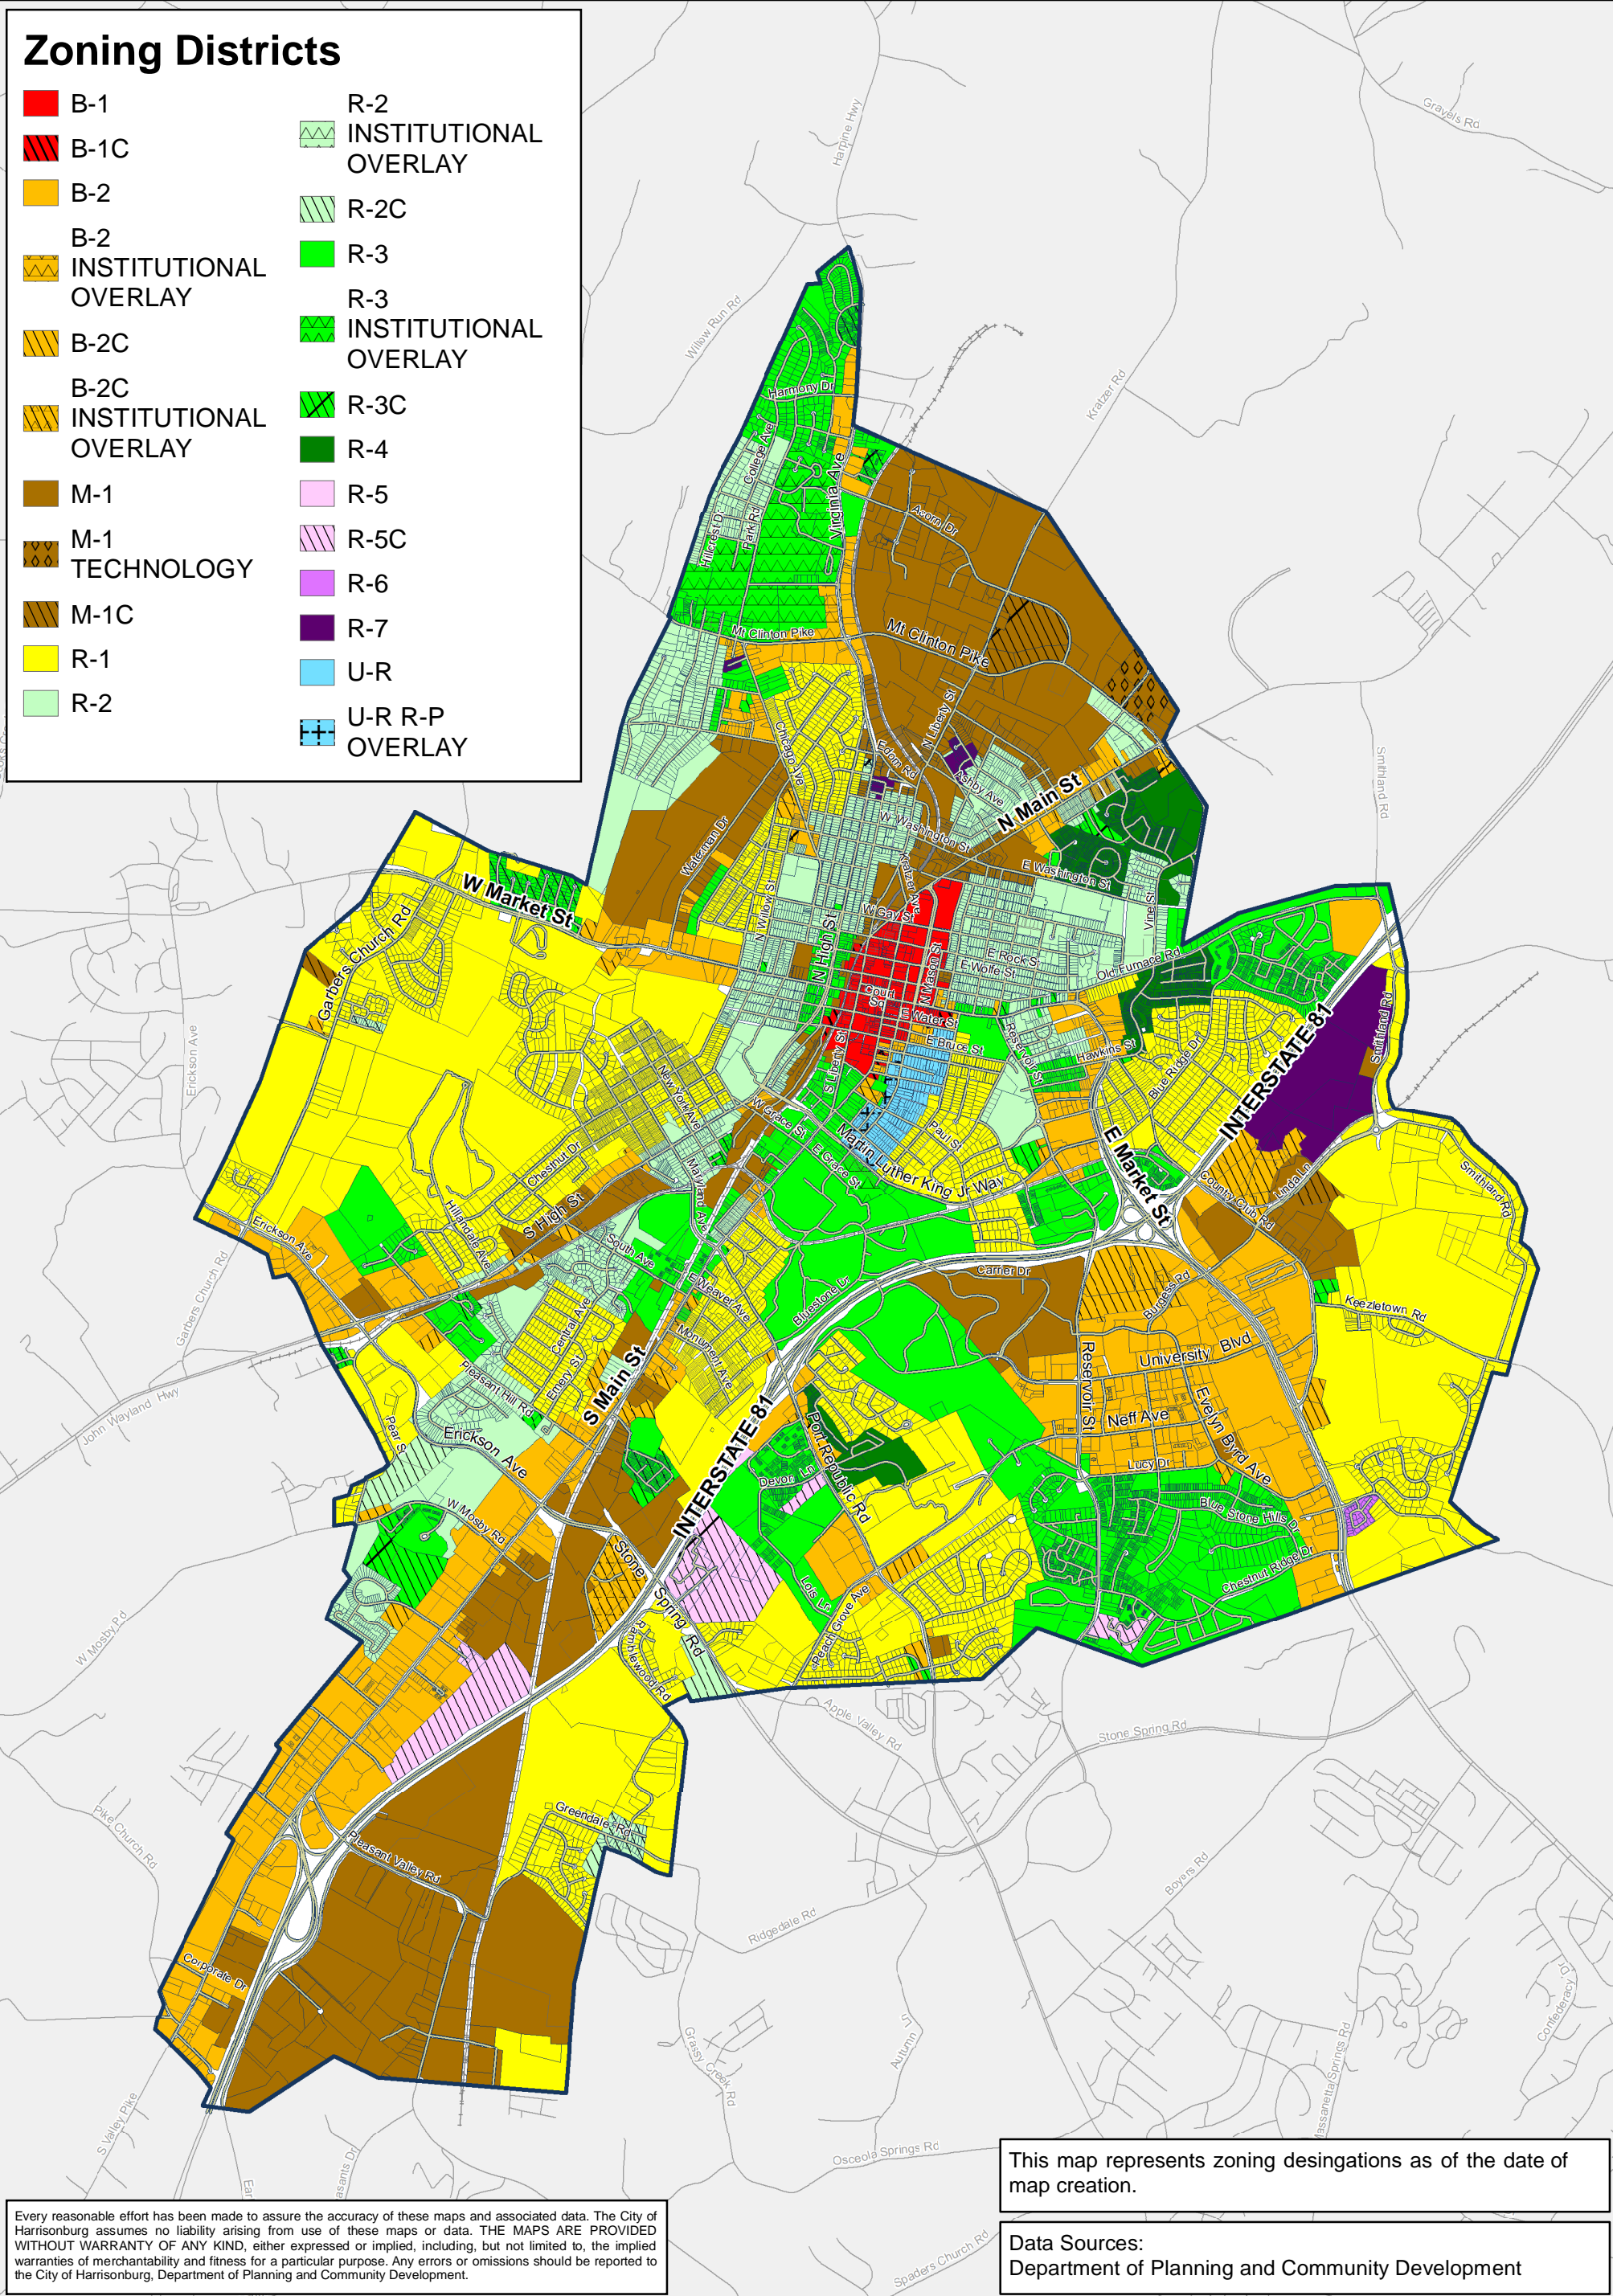 Zoning Districts
B-1
B-1C
B-2
B-2
INSTITUTIONAL
OVERLAY
B-2C
B-2C
INSTITUTIONAL
OVERLAY
M-1
M-1
TECHNOLOGY
M-1C
R-1
R-2
R-2
INSTITUTIONAL
OVERLAY
R-2C
R-3
R-3
INSTITUTIONAL
OVERLAY
R-3C
R-4
R-5
R-5C
R-6
R-7
U-R
U-R R-P
OVERLAY
Harpine Hwy
Gravels Rd
Willow Run Rd
Kratzer Rd
Harmony Dr
College Ave
Virginia Ave
Park Rd
Hillcrest Dr
Acorn Dr
Mt Clinton Pike
Mt Clinton Pike
N Liberty St
Chicago Ave
Edom Rd
Ashby Ave
N Main St
Smithland Rd
Waterman Dr
W Washington St
E Washington St
Kratzer Ave
W Market St
N Willow St
W Gay St
Vine St
Garbers Church Rd
N High St
N Mason St
E Rock St
E Wolfe St
Old Furnace Rd
Court
Sq
E Water St
E Bruce St
Reservoir St
Hawkins St
Blue Ridge Dr
INTERSTATE 81
Smithland Rd
Erickson Ave
S Liberty St
New York Ave
W Grace St
E Grace St
Martin Luther King Jr Way
Paul St
E Market St
Country Club Rd
Linda Ln
Smithland Rd
Chestnut Dr
Maryland Ave
S High St
Hillandale Ave
South Ave
Erickson Ave
Garbers Church Rd
E Weaver Ave
Bluestone Dr
Carrier Dr
Burgess Rd
Keezletown Rd
University Blvd
Central Ave
Monument Ave
Emery St
S Main St
Pleasant Hill Rd
John Wayland Hwy
Pear St
Erickson Ave
Reservoir St
Neff Ave
Evelyn Byrd Ave
Lucy Dr
INTERSTATE 81
Port Republic Rd
Devon Ln
Blue Stone Hills Dr
Chestnut Ridge Dr
W Mosby Rd
W Mosby Rd
Stone Spring Rd
Lois Ln
Peach Grove Ave
Ramblewood Rd
Apple Valley Rd
Stone Spring Rd
Greendale Rd
Pike Church Rd
Pleasant Valley Rd
Boyers Rd
Ridgedale Rd
Corporate Dr
Grassy Creek Rd
Autumn Ln
Confederacy Dr
Massanetta Springs Rd
S Valley Pike
Osceola Springs Rd
Spaders Church Rd
This map represents zoning desingations as of the date of
map creation.
Data Sources:
Department of Planning and Community Development
Every reasonable effort has been made to assure the accuracy of these maps and associated data. The City of
Harrisonburg assumes no liability arising from use of these maps or data. THE MAPS ARE PROVIDED
WITHOUT WARRANTY OF ANY KIND, either expressed or implied, including, but not limited to, the implied
warranties of merchantability and fitness for a particular purpose. Any errors or omissions should be reported to
the City of Harrisonburg, Department of Planning and Community Development.